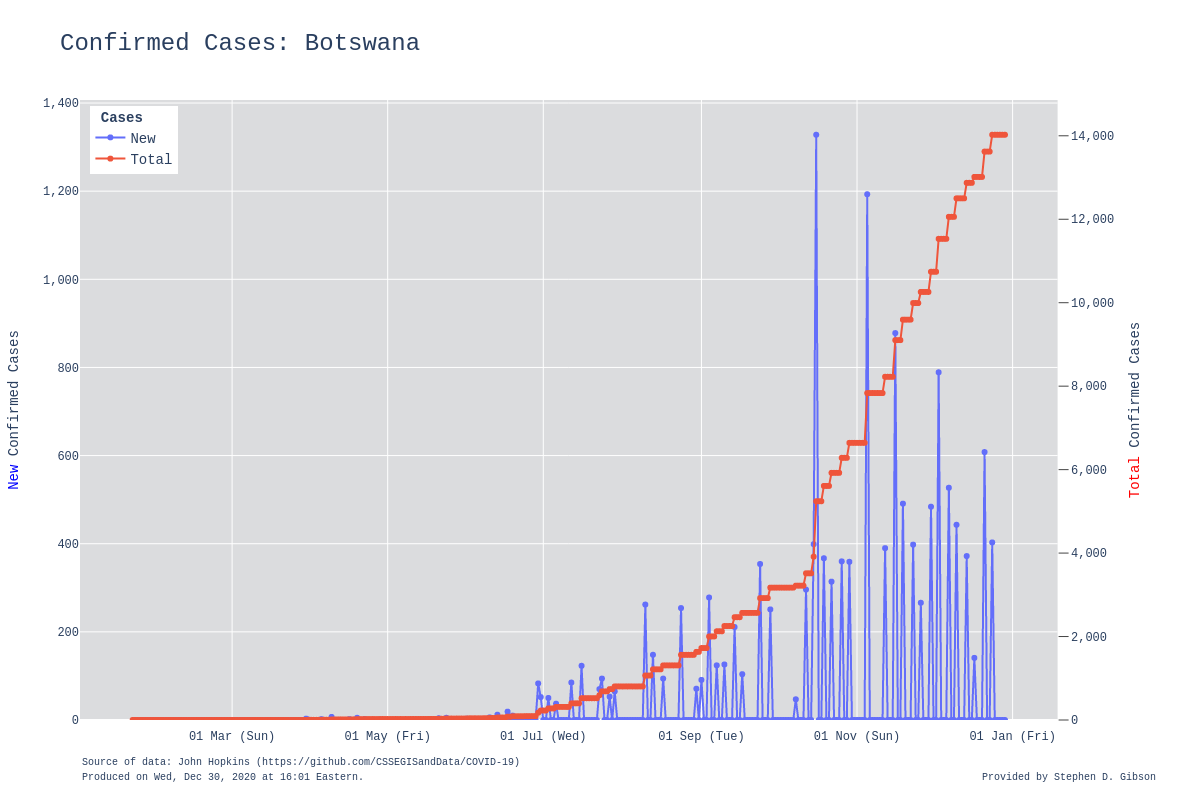 Confirmed Cases: Botswana
Cases
New
Total
1,400
1,200
1,000
800
600
400
200
0
New Confirmed Cases
14,000
12,000
10,000
8,000
6,000
4,000
2,000
0
Total Confirmed Cases
01 Mar (Sun)
01 May (Fri)
01 Jul (Wed)
01 Sep (Tue)
01 Nov (Sun)
01 Jan (Fri)
Source of data: John Hopkins (https://github.com/CSSEGISandData/COVID-19)
Produced on Wed, Dec 30, 2020 at 16:01 Eastern.
Provided by Stephen D. Gibson